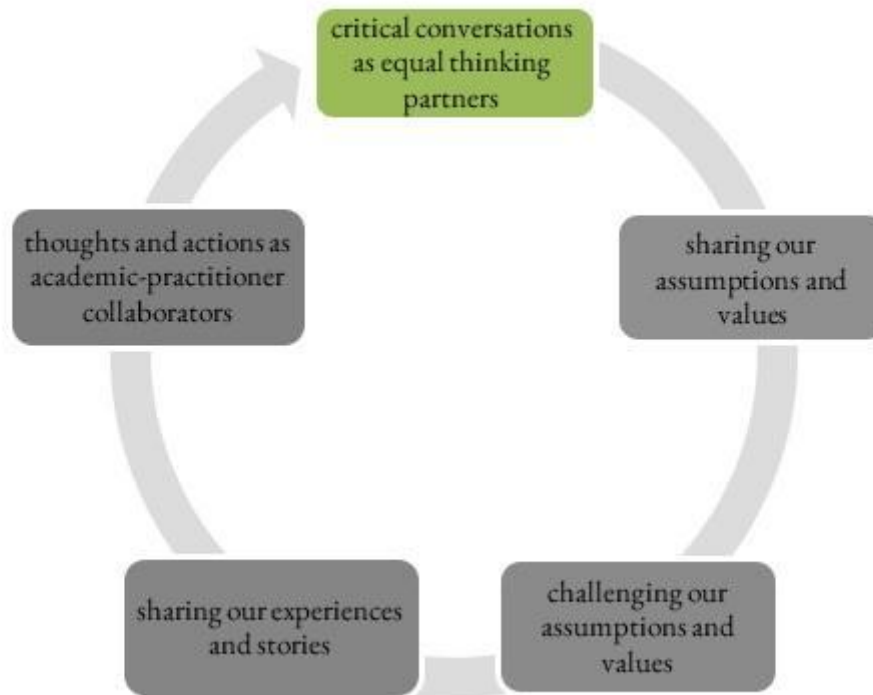 critical conversations
as equal thinking
partners
sharing our
assumptions and
values
challenging our
assumptions and
values
sharing our experiences
and stories
thoughts and actions as
academic-practitioner
collaborators